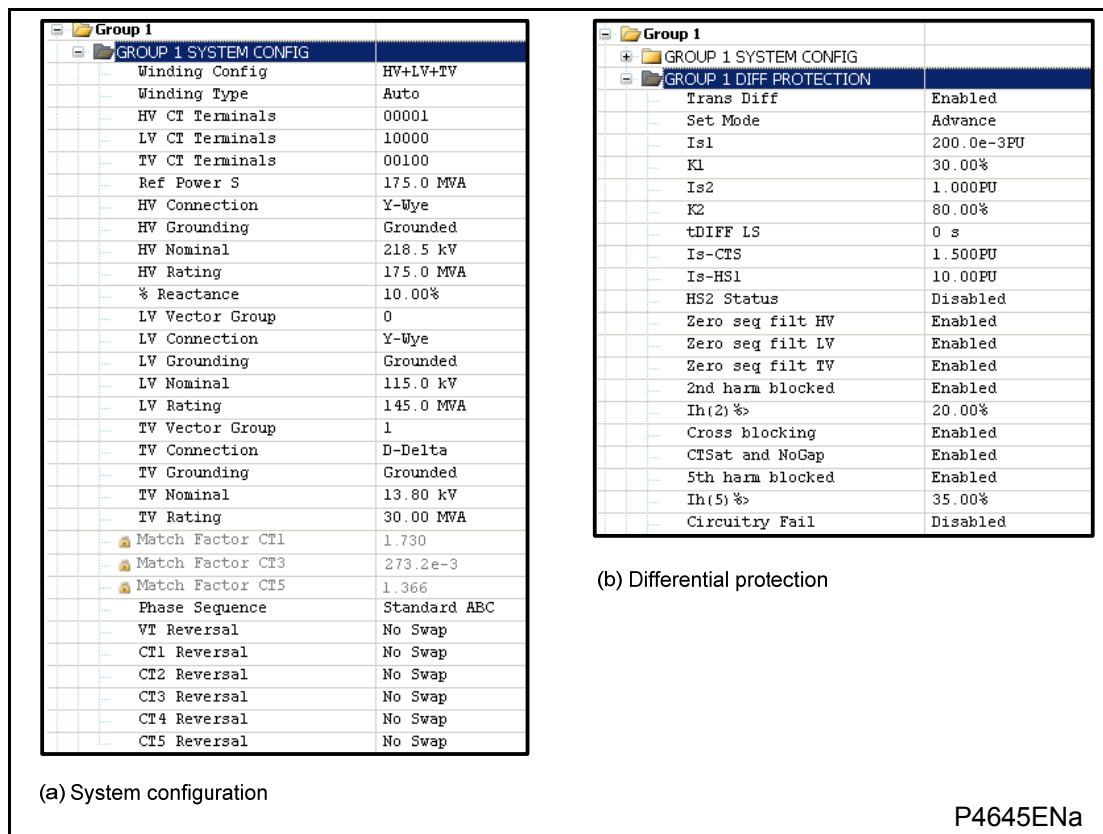 Group 1
GROUP 1 SYSTEM CONFIG
Winding Config HV+LV+TV
Winding Type Auto
HV CT Terminals 00001
LV CT Terminals 10000
TV CT Terminals 00100
Ref Power S 175.0 MVA
HV Connection Y-Wye
HV Grounding Grounded
HV Nominal 218.5 kV
HV Rating 175.0 MVA
% Reactance 10.00%
LV Vector Group 0
LV Connection Y-Wye
LV Grounding Grounded
LV Nominal 115.0 kV
LV Rating 145.0 MVA
TV Vector Group 1
TV Connection D-Delta
TV Grounding Grounded
TV Nominal 13.80 kV
TV Rating 30.00 MVA
Match Factor CT1 1.730
Match Factor CT3 273.2e-3
Match Factor CT5 1.366
Phase Sequence Standard ABC
VT Reversal No Swap
CT1 Reversal No Swap
CT2 Reversal No Swap
CT3 Reversal No Swap
CT4 Reversal No Swap
CT5 Reversal No Swap
(a) System configuration
Group 1
GROUP 1 SYSTEM CONFIG
GROUP 1 DIFF PROTECTION
Trans Diff Enabled
Set Mode Advance
Is1 200.0e-3PU
K1 30.00%
Is2 1.000PU
K2 80.00%
tDIFF LS 0 s
Is-CTS 1.500PU
Is-HS1 10.00PU
HS2 Status Disabled
Zero seq filt HV Enabled
Zero seq filt LV Enabled
Zero seq filt TV Enabled
2nd harm blocked Enabled
Ih(2)%> 20.00%
Cross blocking Enabled
CTSat and NoGap Enabled
5th harm blocked Enabled
Ih(5)%> 35.00%
Circuitry Fail Disabled
(b) Differential protection
P4645ENa